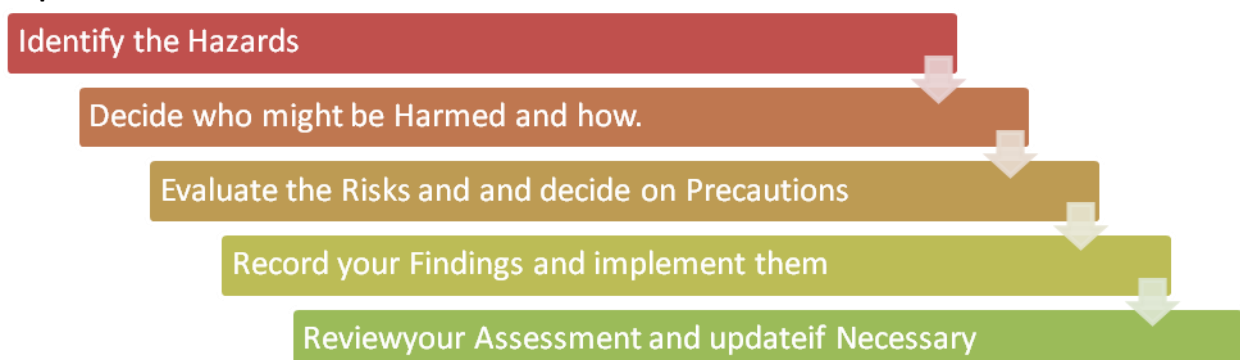 Identify the Hazards
Decide who might be Harmed and how.
Evaluate the Risks and and decide on Precautions
Record your Findings and implement them
Reviewyour Assessment and updateif Necessary